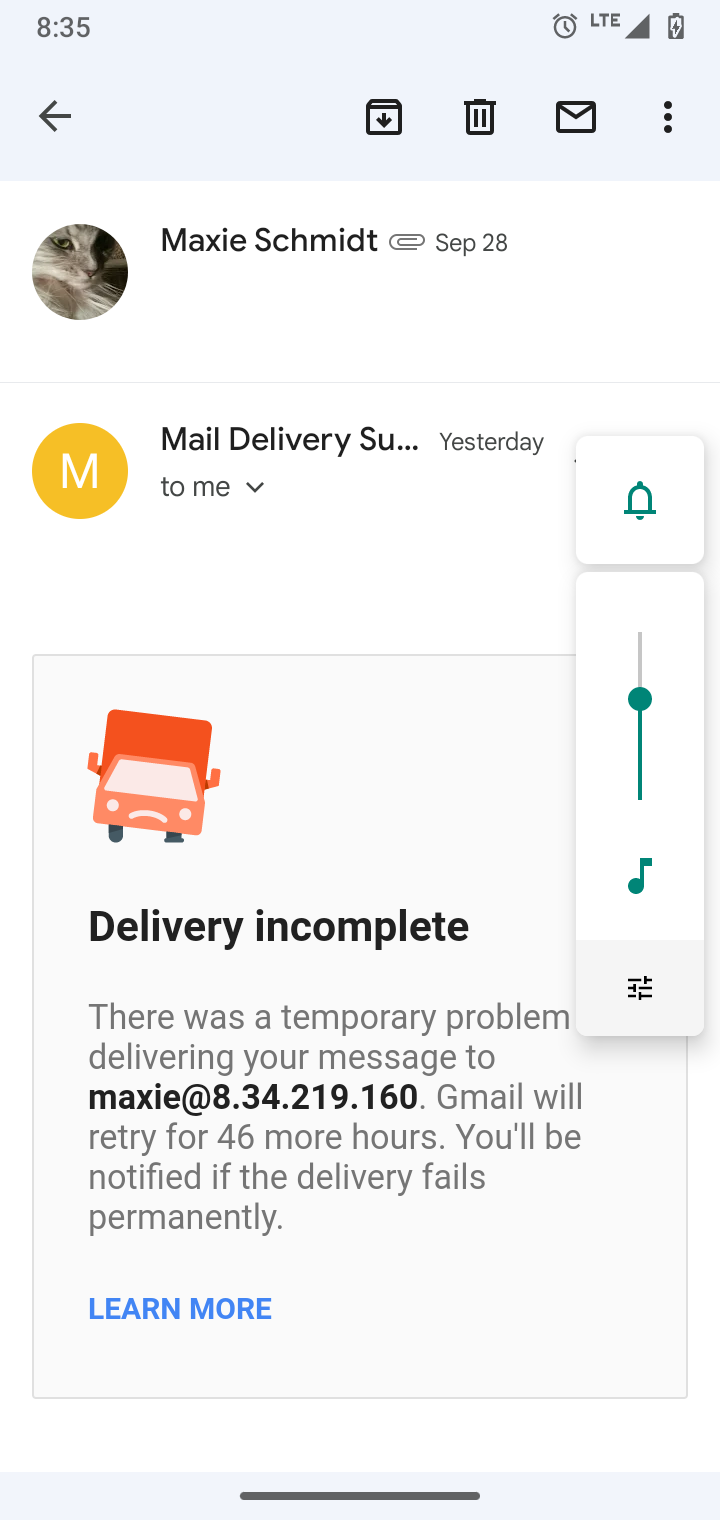 8:35 LTE
Maxie Schmidt Sep 28
Mail Delivery Su... Yesterday
to me
M
Delivery incomplete
There was a temporary problem
delivering your message to
maxie@8.34.219.160. Gmail will
retry for 46 more hours. You'll be
notified if the delivery fails
permanently.
LEARN MORE